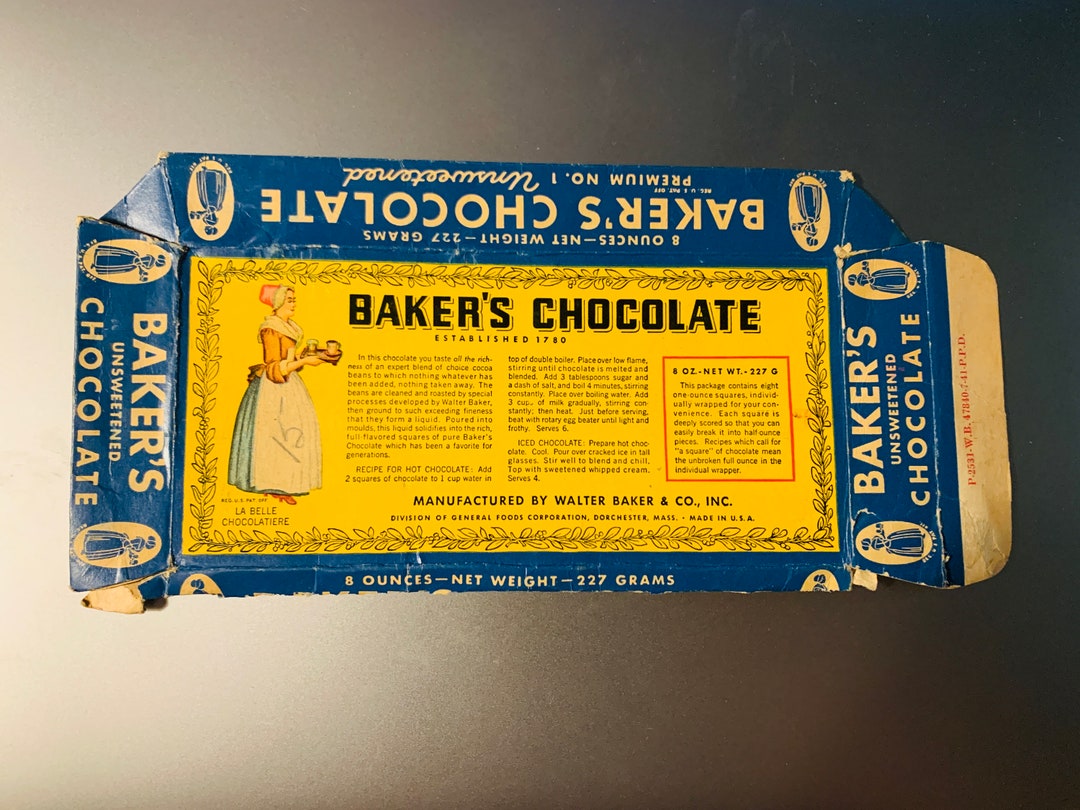 8 OUNCES—NET WEIGHT—227 GRAMS
BAKER'S CHOCOLATE
REG. U. S. PAT. OFF.
PREMIUM NO. 1 Unsweetened
BAKER'S
UNSWEETENED
CHOCOLATE
BAKER'S CHOCOLATE
ESTABLISHED 1780
In this chocolate you taste all the rich-
ness of an expert blend of choice cocoa
beans to which nothing whatever has
been added, nothing taken away. The
beans are cleaned and roasted by special
processes developed by Walter Baker,
then ground to such exceeding fineness
that they form a liquid. Poured into
moulds, this liquid solidifies into the rich,
full flavored squares of pure Baker's
Chocolate which has been a favorite for
generations.
RECIPE FOR HOT CHOCOLATE: Add
2 squares of chocolate to 1 cup water in
top of double boiler. Place over low flame,
stirring until chocolate is melted and
blended. Add 3 tablespoons sugar and
a dash of salt, and boil 4 minutes, stirring
constantly. Place over boiling water. Add
3 cups of milk gradually, stirring con-
stantly; then heat. Just before serving,
beat with rotary egg beater until light and
frothy. Serves 6.
ICED CHOCOLATE: Prepare hot choc-
olate. Cool. Pour over cracked ice in tall
glasses. Stir well to blend and chill.
Top with sweetened whipped cream.
Serves 4.
8 OZ.-NET WT.-227 G
This package contains eight
one-ounce squares, individ-
ually wrapped for your con-
venience. Each square is
deeply scored so that you can
easily break it into half-ounce
pieces. Recipes which call for
"a square" of chocolate mean
the unbroken full ounce in the
individual wrapper.
REG. U.S. PAT. OFF.
LA BELLE
CHOCOLATIERE
MANUFACTURED BY WALTER BAKER & CO., INC.
DIVISION OF GENERAL FOODS CORPORATION, DORCHESTER, MASS. • MADE IN U.S.A.
BAKER'S
UNSWEETENED
CHOCOLATE
P-2531-W.B. 47840-7-41-P.P.D.
8 OUNCES—NET WEIGHT—227 GRAMS